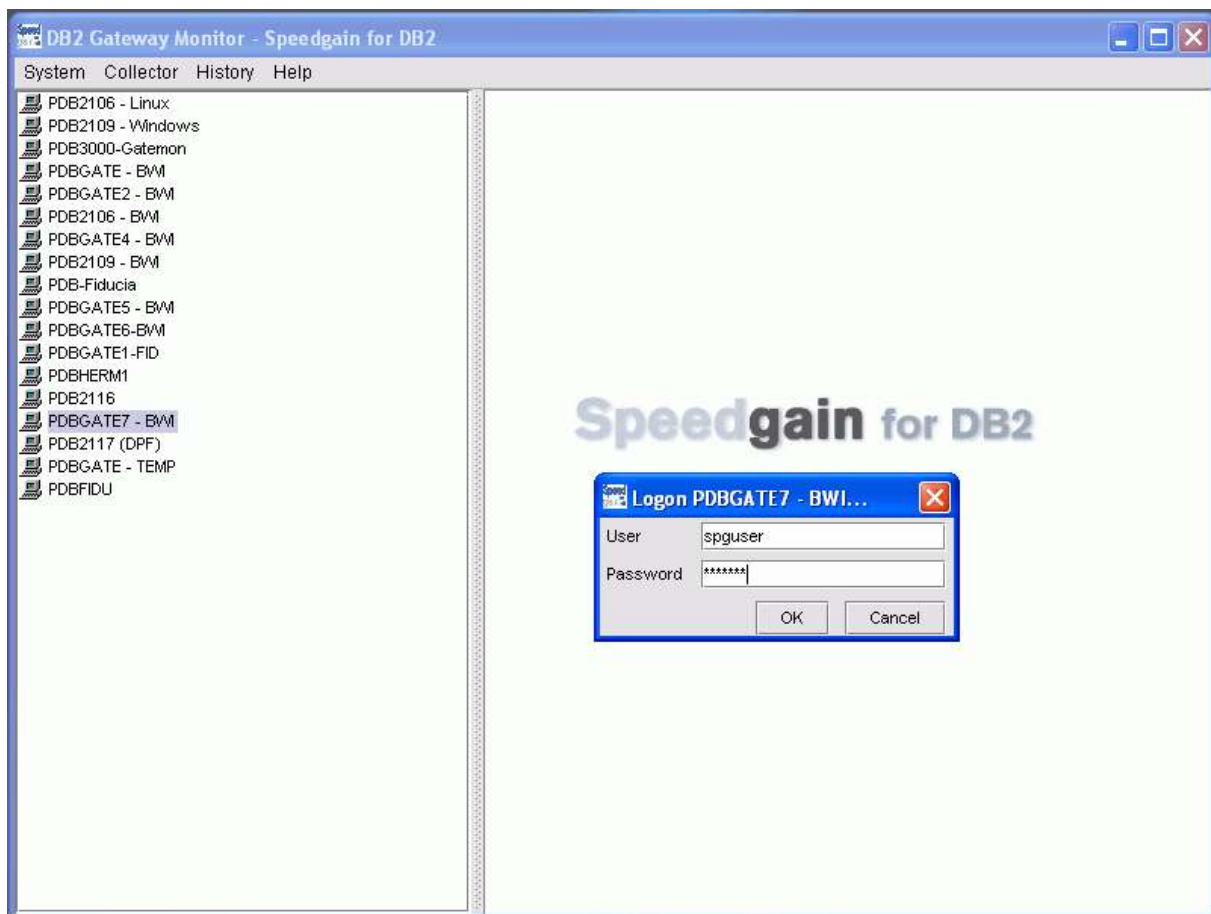 DB2 Gateway Monitor - Speedgain for DB2
System Collector History Help
PDB2106 - Linux
PDB2109 - Windows
PDB3000-Gatemon
PDBGATE - BWI
PDBGATE2 - BWI
PDB2106 - BWI
PDBGATE4 - BWI
PDB2109 - BWI
PDB-Fiducia
PDBGATE5 - BWI
PDBGATE6-BWI
PDBGATE1-FID
PDBHERM1
PDB2116
PDBGATE7 - BWI
PDB2117 (DPF)
PDBGATE - TEMP
PDBFIDU
Speedgain for DB2
Logon PDBGATE7 - BWI...
User spguser
Password *******
OK Cancel